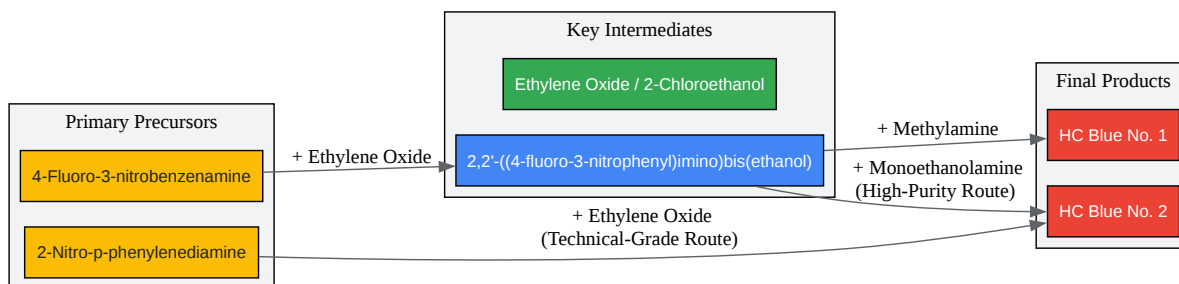 Primary Precursors
4-Fluoro-3-nitrobenzenamine
2-Nitro-p-phenylenediamine
+ Ethylene Oxide
Key Intermediates
Ethylene Oxide / 2-Chloroethanol
2,2'-((4-fluoro-3-nitrophenyl)imino)bis(ethanol)
+ Ethylene Oxide
(Technical-Grade Route)
+ Methylamine
+ Monoethanolamine
(High-Purity Route)
Final Products
HC Blue No. 1
HC Blue No. 2